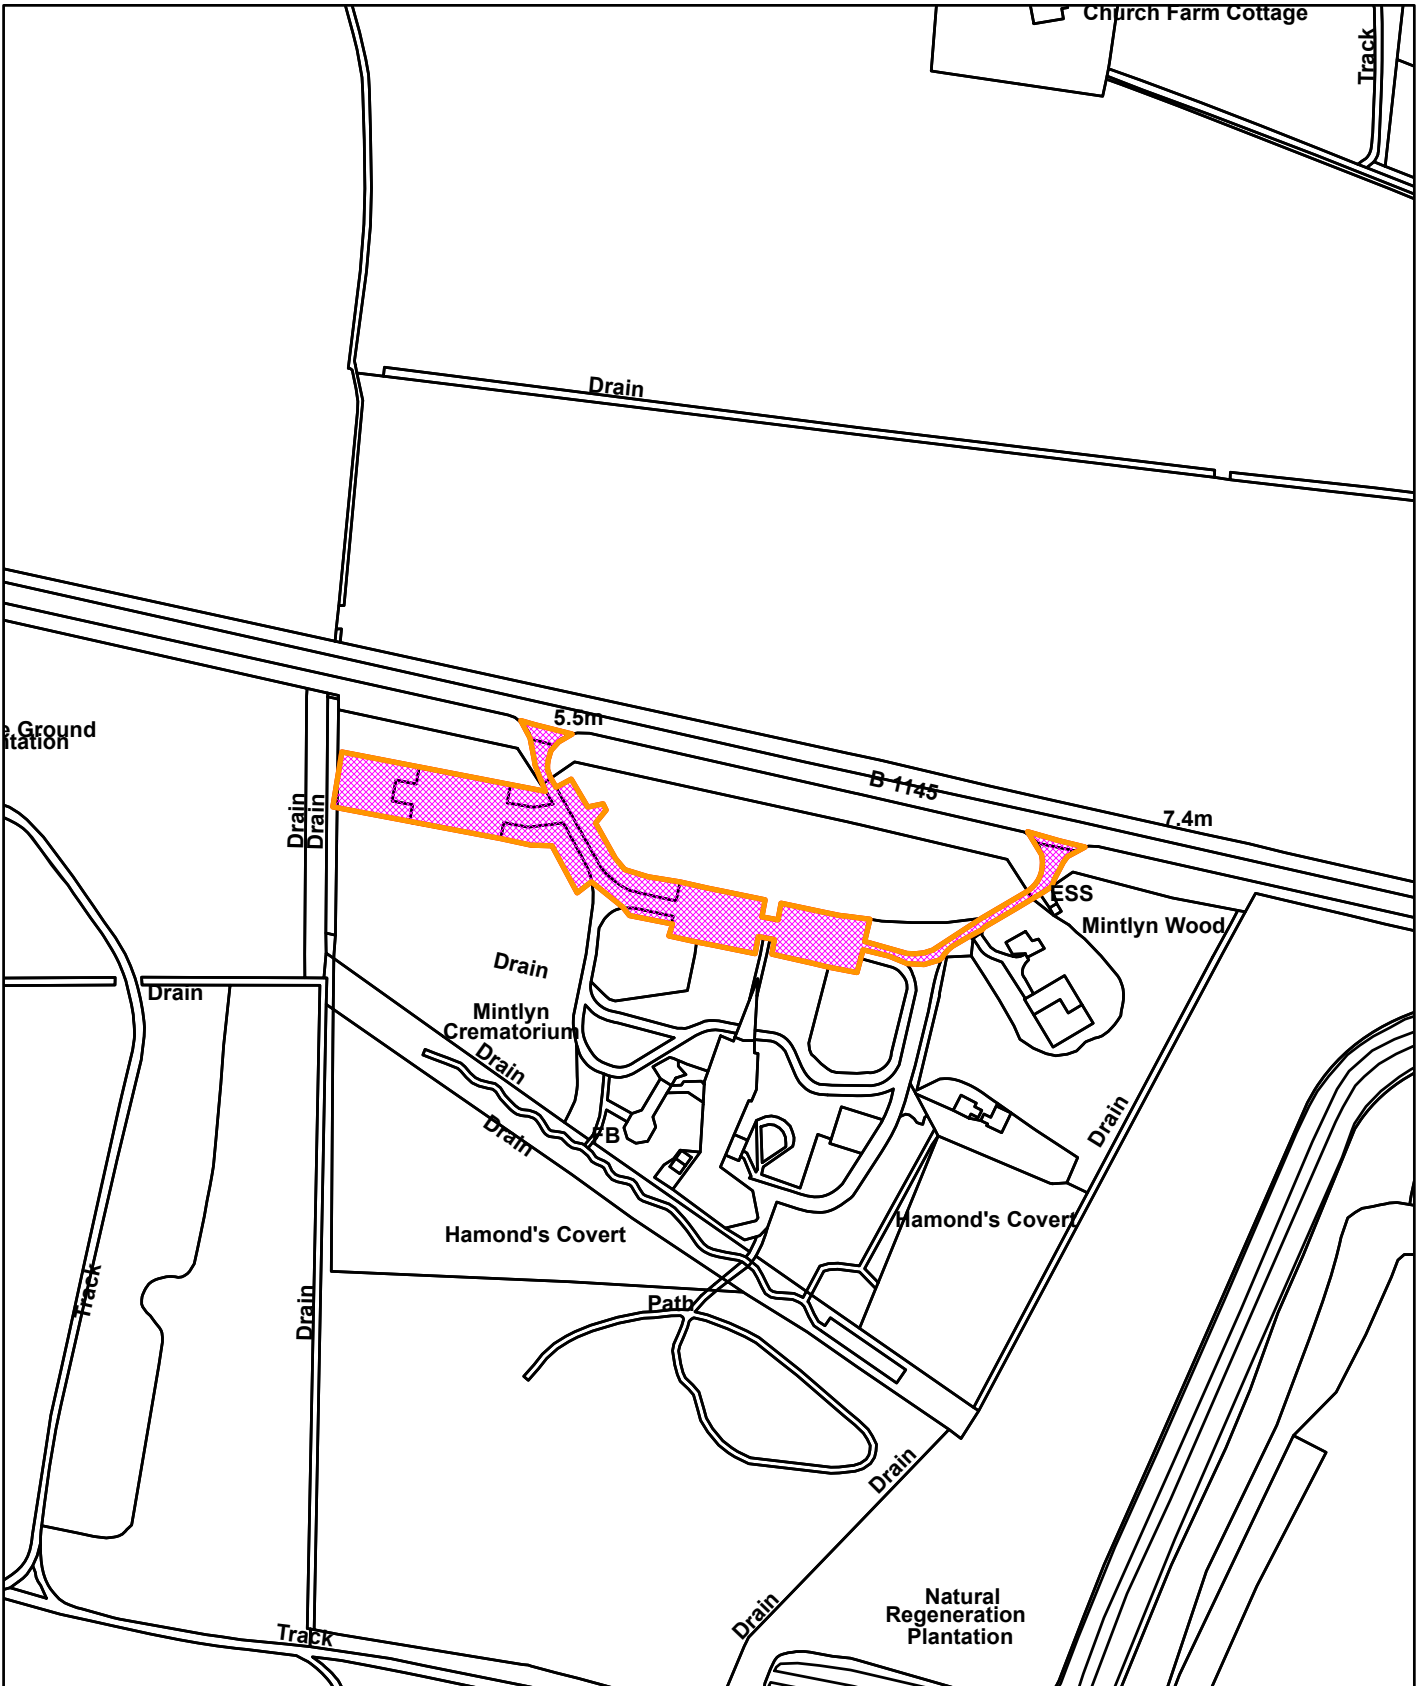 Church Farm Cottage
Track
Drain
5.5m
Ground
B 1145
7.4m
Drain
Drain
ESS
Mintlyn Wood
Drain
Drain
Mintlyn
Crematorium
Drain
Drain
FB
Drain
Hamond's Covert
Hamond's Covert
Track
Drain
Path
Drain
Natural
Regeneration
Plantation
Drain
Track